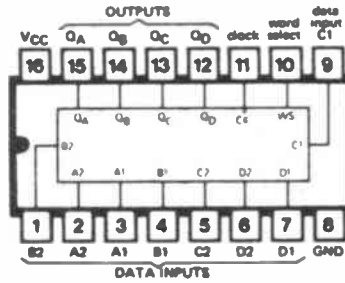 OUTPUTS
data input
VCC QA QB QC QD clock word select C1
16 15 14 13 12 11 10 9
QA QB QC QD CK WS
B2 C1
A2 A1 B1 C2 D2 D1
1 2 3 4 5 6 7 8
B2 A2 A1 B1 C2 D2 D1 GND
DATA INPUTS